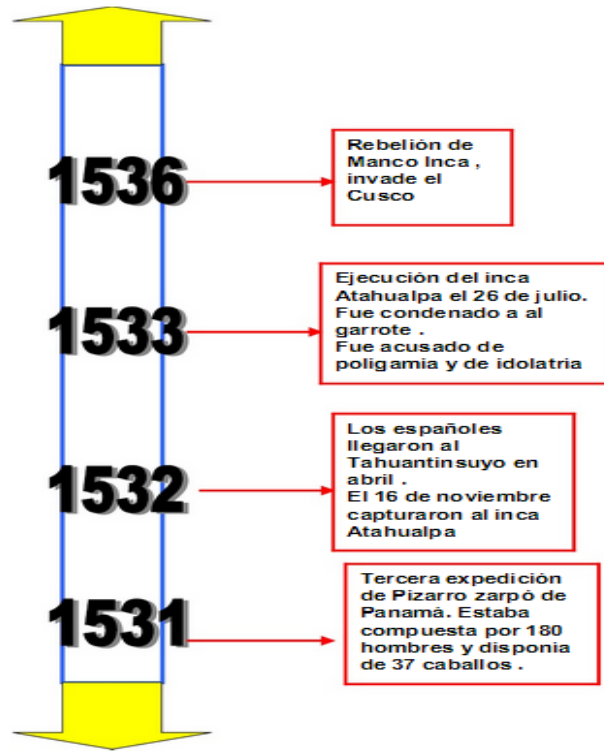 1536
Rebelión de
Manco Inca ,
invade el
Cusco
1533
Ejecución del inca
Atahualpa el 26 de julio.
Fue condenado a al
garrote .
Fue acusado de
poligamia y de idolatria
1532
Los españoles
llegaron al
Tahuantinsuyo en
abril .
El 16 de noviembre
capturaron al inca
Atahualpa
1531
Tercera expedición
de Pizarro zarpó de
Panamá. Estaba
compuesta por 180
hombres y disponia
de 37 caballos .